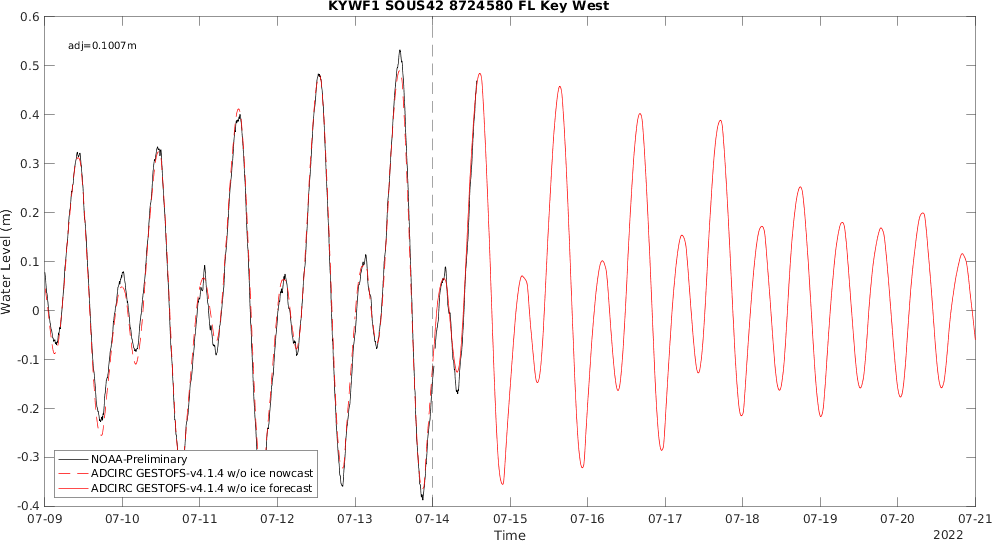 KYWF1 SOUS42 8724580 FL Key West
adj=0.1007m
Water Level (m)
0.6
0.5
0.4
0.3
0.2
0.1
0
-0.1
-0.2
-0.3
-0.4
NOAA-Preliminary
ADCIRC GESTOFS-v4.1.4 w/o ice nowcast
ADCIRC GESTOFS-v4.1.4 w/o ice forecast
07-09 07-10 07-11 07-12 07-13 07-14 07-15 07-16 07-17 07-18 07-19 07-20 07-21
Time
2022